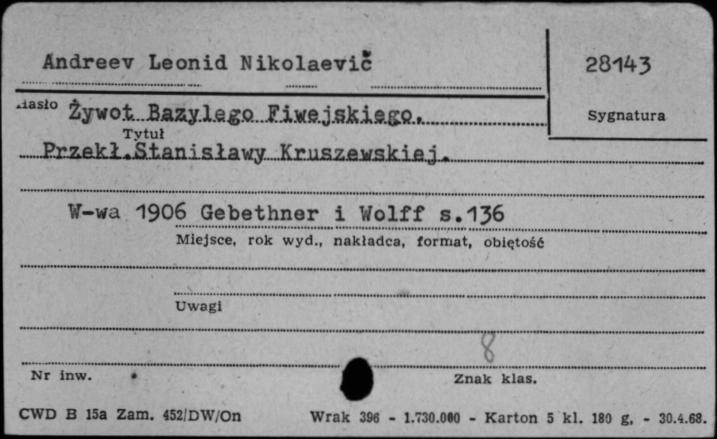 Andreev Leonid Nikolaevič
28143
Sygnatura
Żywot Bazylego Fiwejskiego.
Tytuł
Przekł.Stanisławy Kruszewskiej.
W-wa 1906 Gebethner i Wolff s.136
Miejsce, rok wyd., nakładca, format, obiętość
Uwagi
8
Nr inw.
Znak klas.
CWD B 15a Zam. 452/DW/On Wrak 396 - 1.730.000 - Karton 5 kl. 180 g. - 30.4.68.